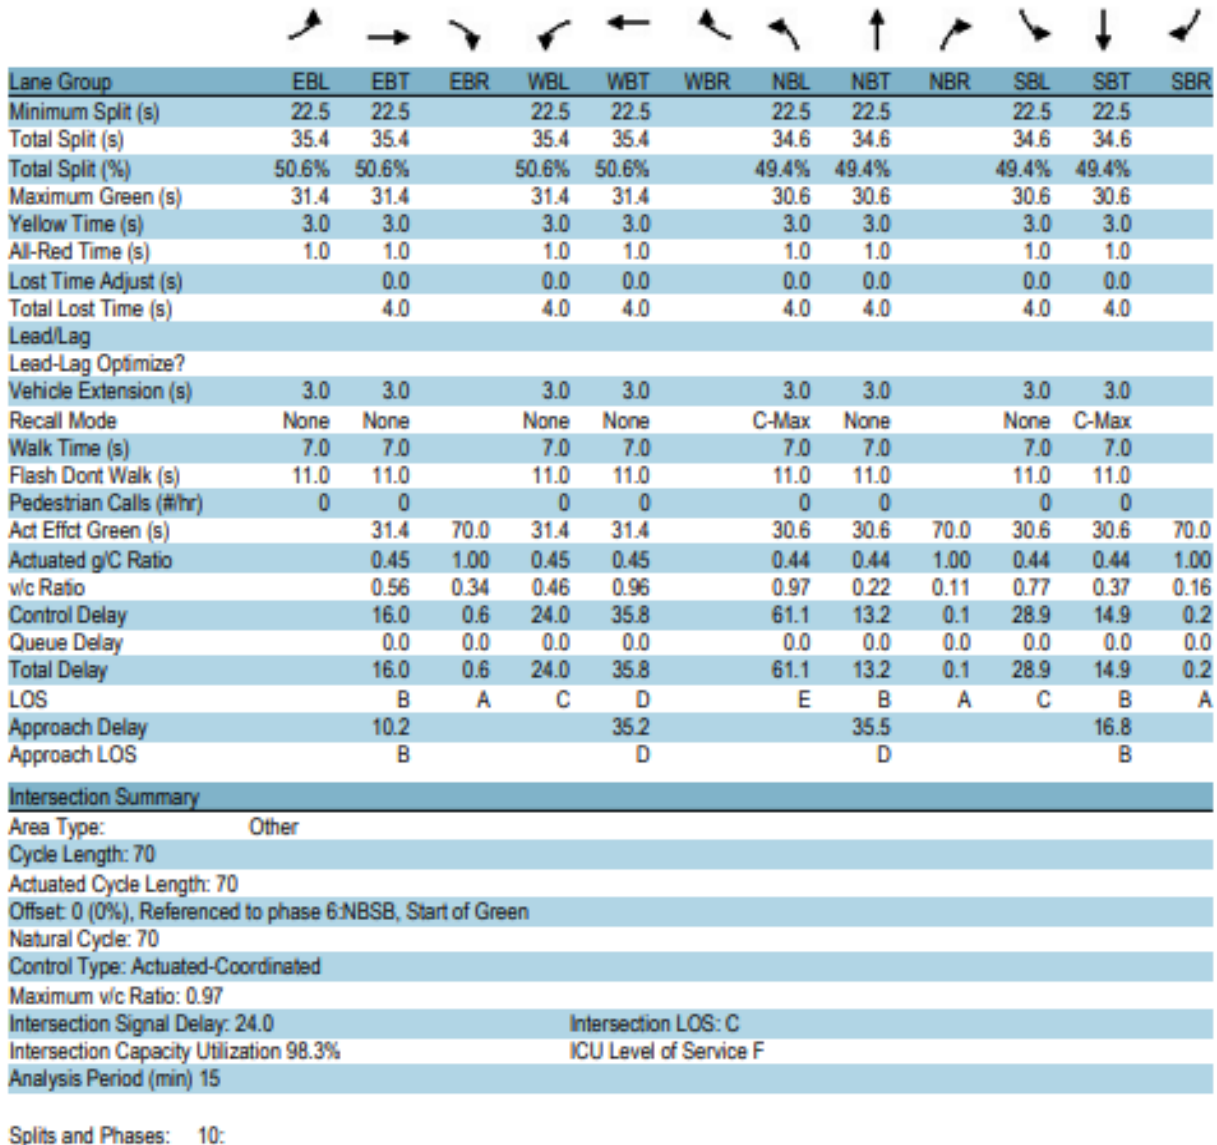 Lane Group EBL EBT EBR WBL WBT WBR NBL NBT NBR SBL SBT SBR
Minimum Split (s) 22.5 22.5 22.5 22.5 22.5 22.5 22.5 22.5
Total Split (s) 35.4 35.4 35.4 35.4 34.6 34.6 34.6 34.6
Total Split (%) 50.6% 50.6% 50.6% 50.6% 49.4% 49.4% 49.4% 49.4%
Maximum Green (s) 31.4 31.4 31.4 31.4 30.6 30.6 30.6 30.6
Yellow Time (s) 3.0 3.0 3.0 3.0 3.0 3.0 3.0 3.0
All-Red Time (s) 1.0 1.0 1.0 1.0 1.0 1.0 1.0 1.0
Lost Time Adjust (s) 0.0 0.0 0.0 0.0 0.0 0.0 0.0
Total Lost Time (s) 4.0 4.0 4.0 4.0 4.0 4.0 4.0
Lead/Lag
Lead-Lag Optimize?
Vehicle Extension (s) 3.0 3.0 3.0 3.0 3.0 3.0 3.0 3.0
Recall Mode None None None None C-Max None None C-Max
Walk Time (s) 7.0 7.0 7.0 7.0 7.0 7.0 7.0 7.0
Flash Dont Walk (s) 11.0 11.0 11.0 11.0 11.0 11.0 11.0 11.0
Pedestrian Calls (#/hr) 0 0 0 0 0 0 0 0
Act Effct Green (s) 31.4 70.0 31.4 31.4 30.6 30.6 70.0 30.6 30.6 70.0
Actuated g/C Ratio 0.45 1.00 0.45 0.45 0.44 0.44 1.00 0.44 0.44 1.00
v/c Ratio 0.56 0.34 0.46 0.96 0.97 0.22 0.11 0.77 0.37 0.16
Control Delay 16.0 0.6 24.0 35.8 61.1 13.2 0.1 28.9 14.9 0.2
Queue Delay 0.0 0.0 0.0 0.0 0.0 0.0 0.0 0.0 0.0 0.0
Total Delay 16.0 0.6 24.0 35.8 61.1 13.2 0.1 28.9 14.9 0.2
LOS B A C D E B A C B A
Approach Delay 10.2 35.2 35.5 16.8
Approach LOS B D D B
Intersection Summary
Area Type: Other
Cycle Length: 70
Actuated Cycle Length: 70
Offset: 0 (0%), Referenced to phase 6:NBSB, Start of Green
Natural Cycle: 70
Control Type: Actuated-Coordinated
Maximum v/c Ratio: 0.97
Intersection Signal Delay: 24.0 Intersection LOS: C
Intersection Capacity Utilization 98.3% ICU Level of Service F
Analysis Period (min) 15
Splits and Phases: 10: